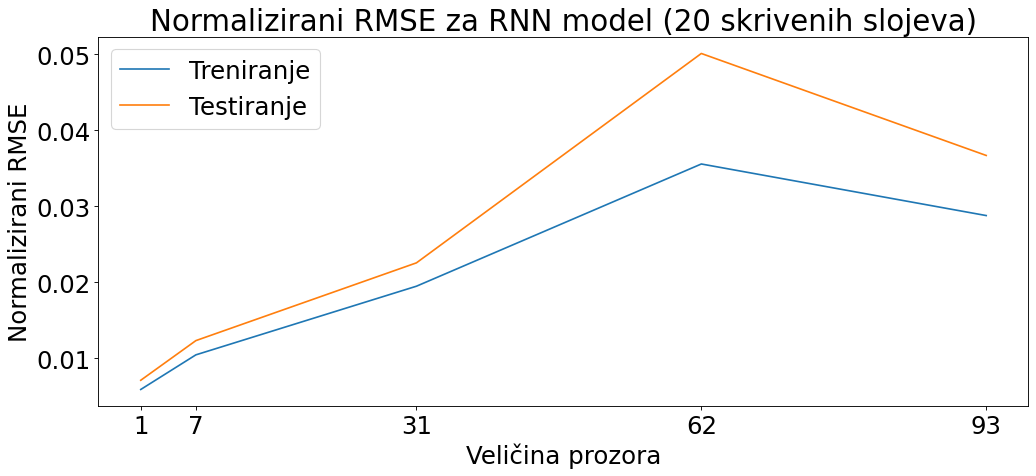 Normalizirani RMSE za RNN model (20 skrivenih slojeva)
Treniranje
Testiranje
Normalizirani RMSE
0.05
0.04
0.03
0.02
0.01
1 7 31 62 93
Veličina prozora